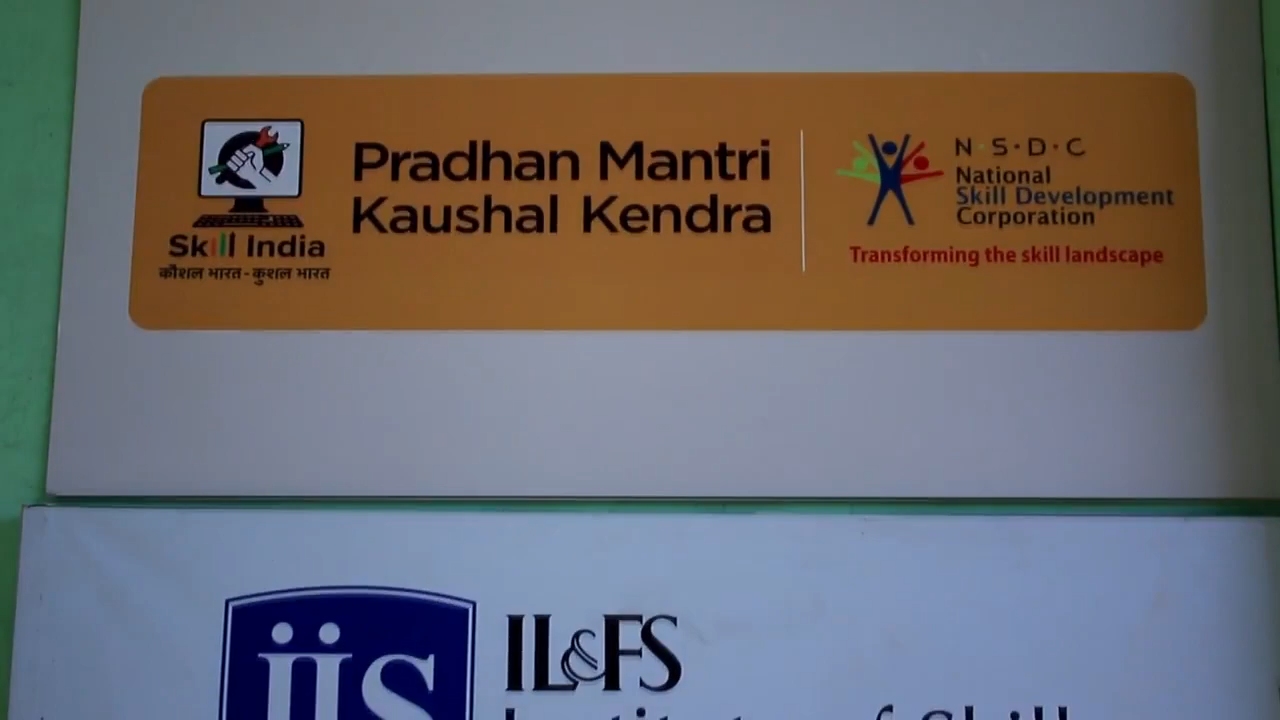 Skill India
कौशल भारत - कुशल भारत
Pradhan Mantri
Kaushal Kendra
N·S·D·C
National
Skill Development
Corporation
Transforming the skill landscape
iis
IL&FS